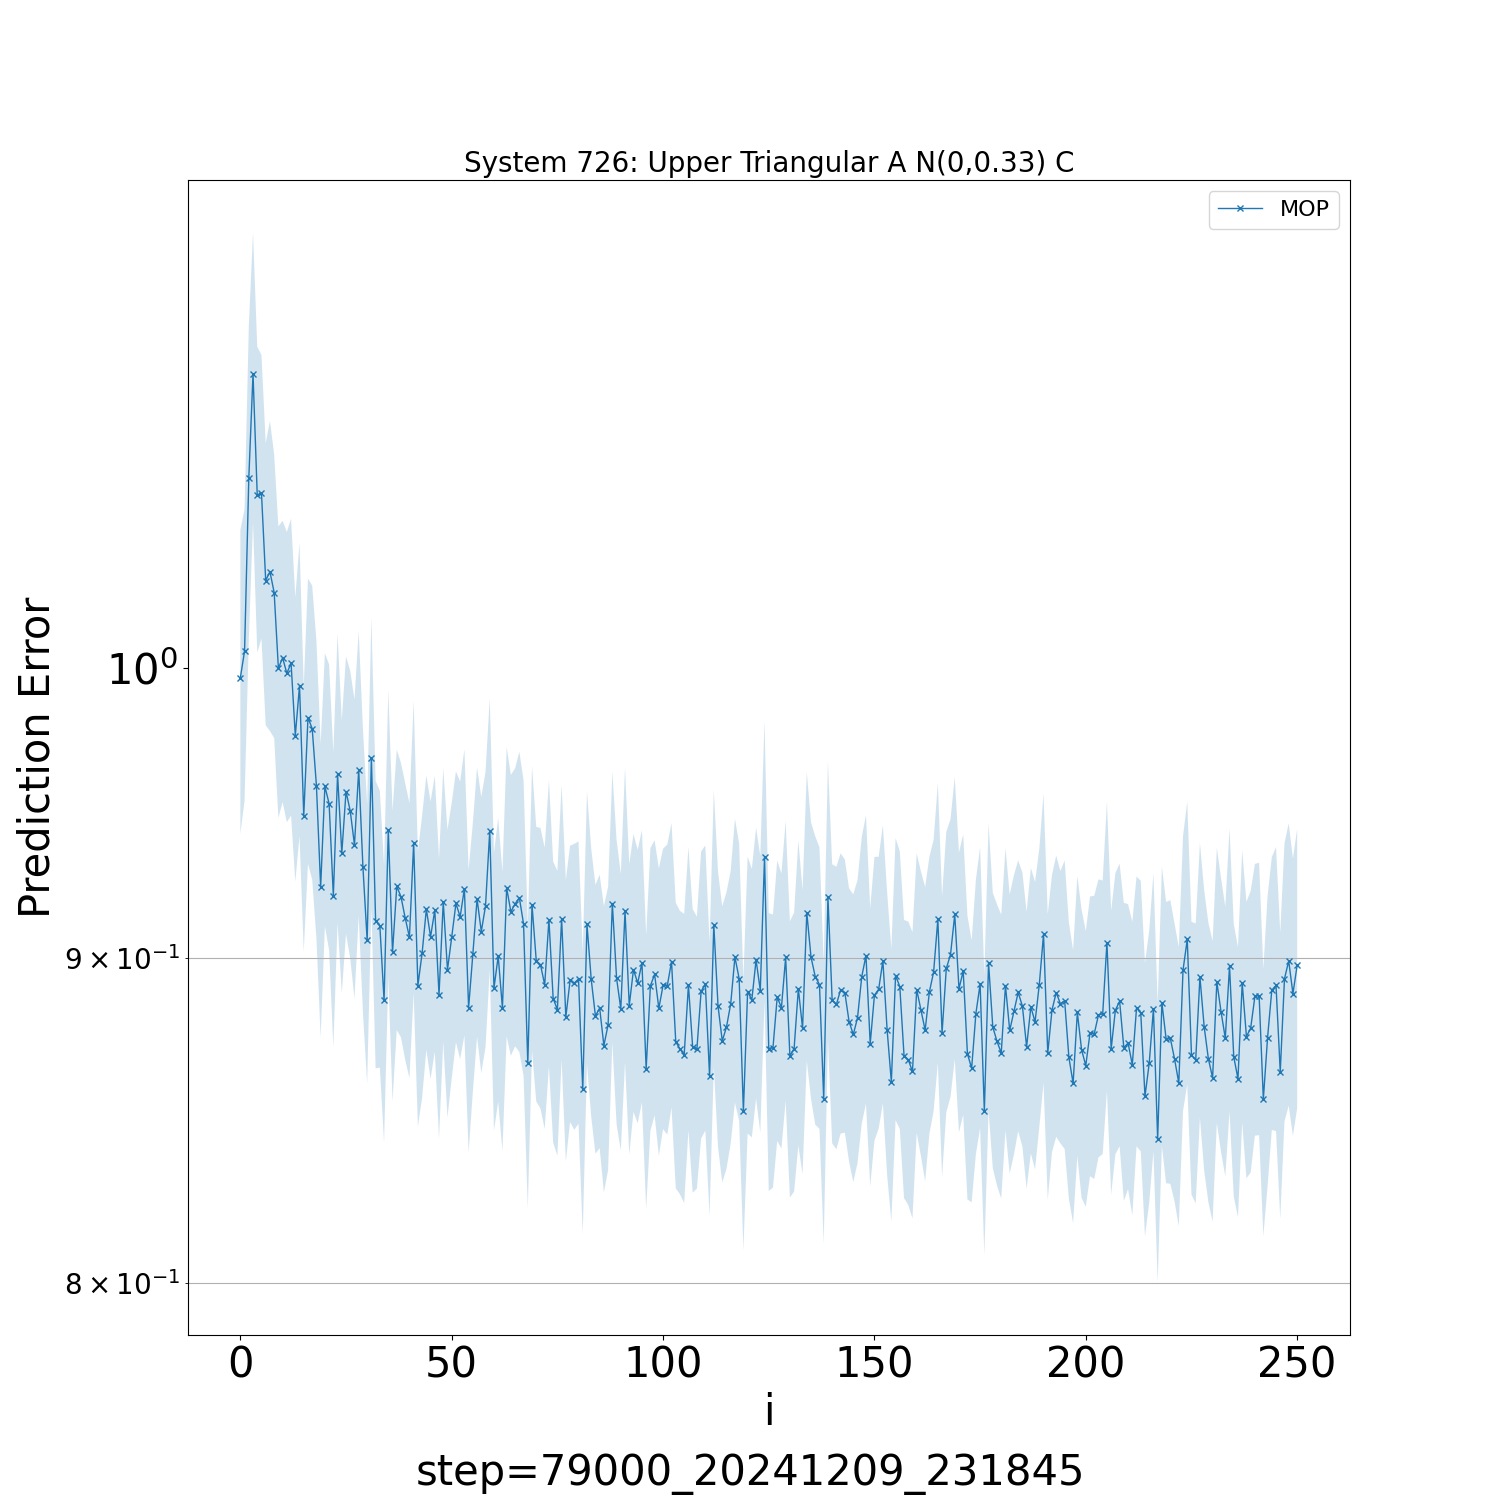 System 726: Upper Triangular A N(0,0.33) C
MOP
Prediction Error
10⁰
9 × 10⁻¹
8 × 10⁻¹
0 50 100 150 200 250
i
step=79000_20241209_231845